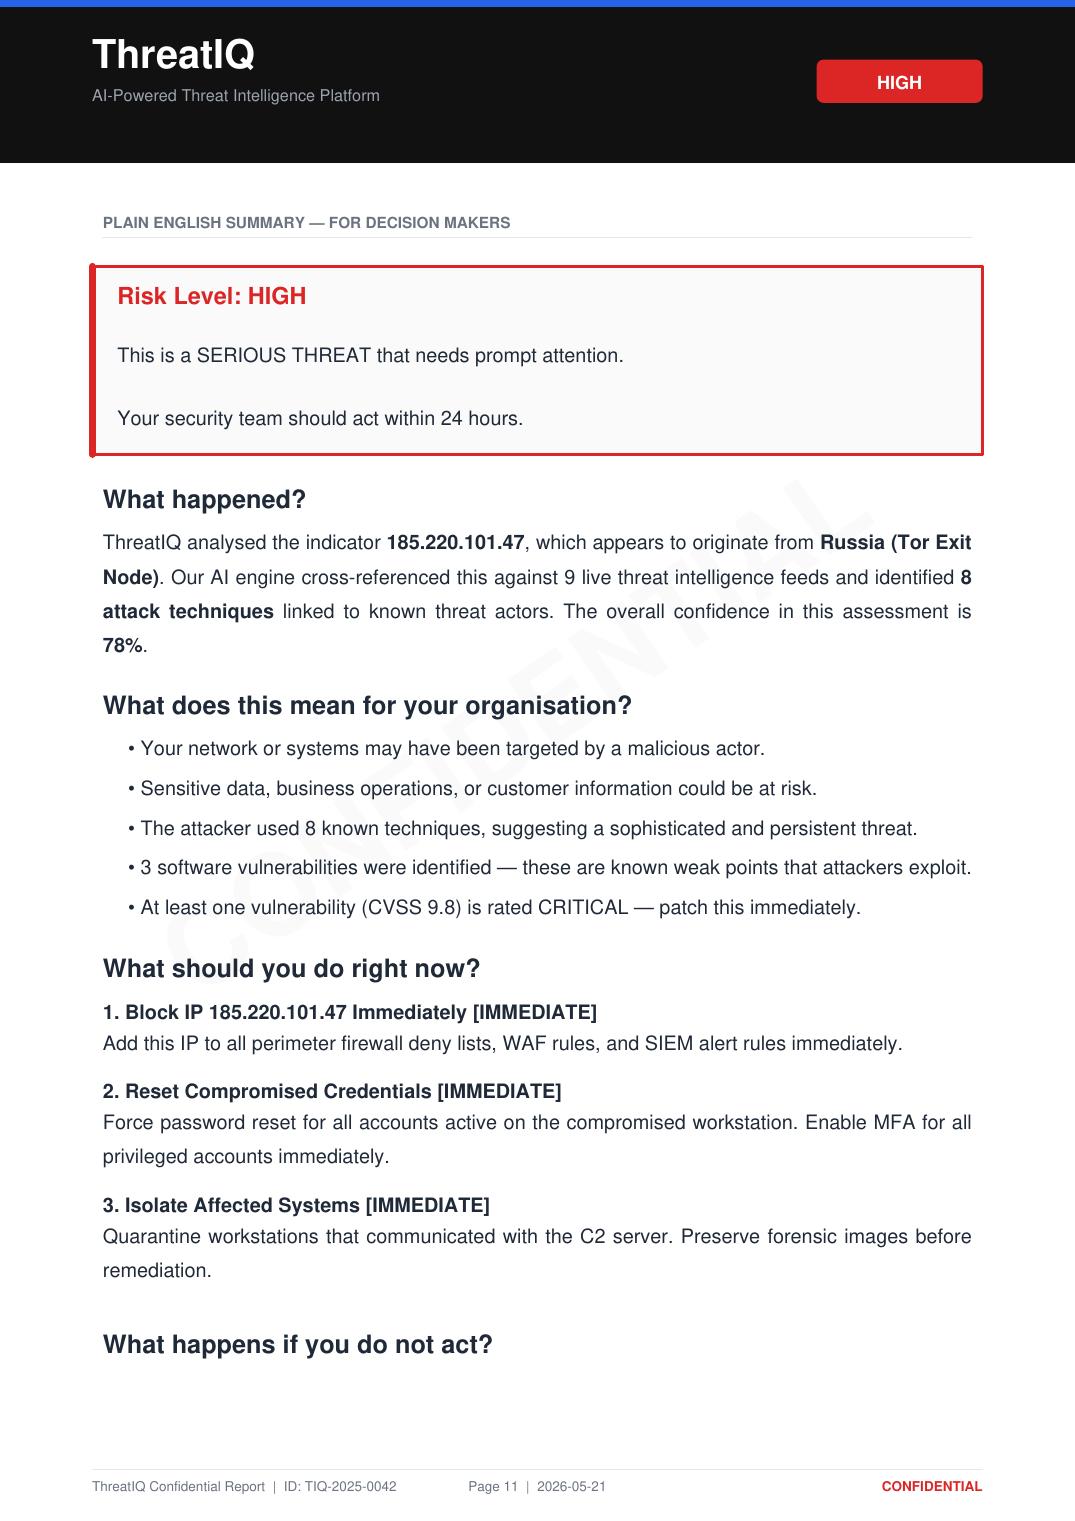 ThreatIQ
AI-Powered Threat Intelligence Platform
HIGH
PLAIN ENGLISH SUMMARY — FOR DECISION MAKERS
Risk Level: HIGH
This is a SERIOUS THREAT that needs prompt attention.
Your security team should act within 24 hours.
What happened?
ThreatIQ analysed the indicator 185.220.101.47, which appears to originate from Russia (Tor Exit
Node). Our AI engine cross-referenced this against 9 live threat intelligence feeds and identified 8
attack techniques linked to known threat actors. The overall confidence in this assessment is
78%.
What does this mean for your organisation?
• Your network or systems may have been targeted by a malicious actor.
• Sensitive data, business operations, or customer information could be at risk.
• The attacker used 8 known techniques, suggesting a sophisticated and persistent threat.
• 3 software vulnerabilities were identified — these are known weak points that attackers exploit.
• At least one vulnerability (CVSS 9.8) is rated CRITICAL — patch this immediately.
What should you do right now?
1. Block IP 185.220.101.47 Immediately [IMMEDIATE]
Add this IP to all perimeter firewall deny lists, WAF rules, and SIEM alert rules immediately.
2. Reset Compromised Credentials [IMMEDIATE]
Force password reset for all accounts active on the compromised workstation. Enable MFA for all
privileged accounts immediately.
3. Isolate Affected Systems [IMMEDIATE]
Quarantine workstations that communicated with the C2 server. Preserve forensic images before
remediation.
What happens if you do not act?
CONFIDENTIAL
ThreatIQ Confidential Report | ID: TIQ-2025-0042
Page 11 | 2026-05-21
CONFIDENTIAL